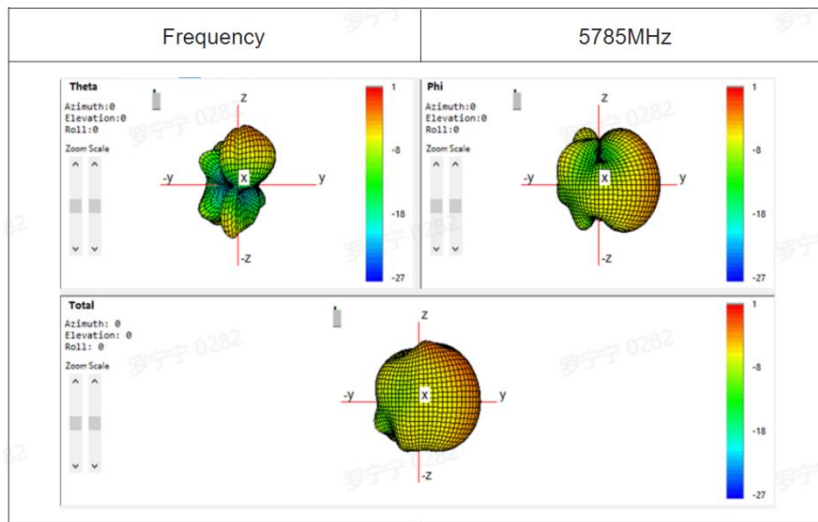 Frequency 5785MHz
Theta
Azimuth:0
Elevation:0
Roll:0
Zoom Scale
z
-y x y
-z
1
-8
-18
-27
Phi
Azimuth:0
Elevation:0
Roll:0
Zoom Scale
z
-y x y
-z
1
-8
-18
-27
Total
Azimuth: 0
Elevation: 0
Roll: 0
Zoom Scale
z
-y x y
-z
1
-8
-18
-27
罗宁宁 0282